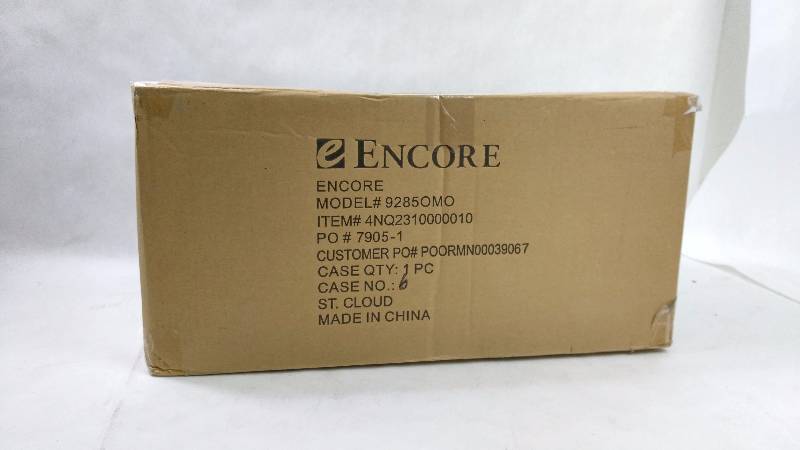 e ENCORE
ENCORE
MODEL# 9285OMO
ITEM# 4NQ2310000010
PO # 7905-1
CUSTOMER PO# POORMN00039067
CASE QTY: 1 PC
CASE NO.: 6
ST. CLOUD
MADE IN CHINA